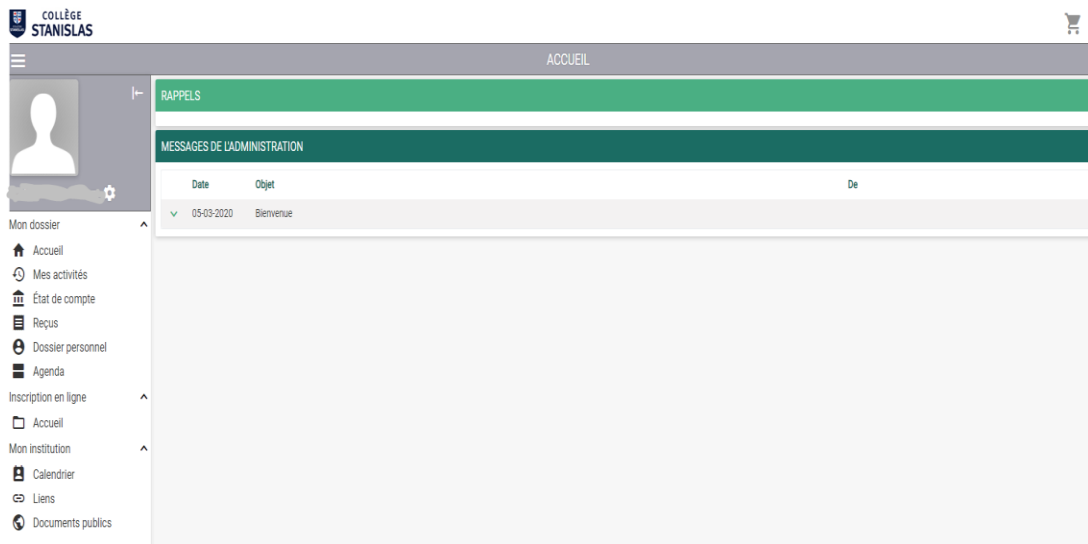 COLLÈGE
STANISLAS
ACCUEIL
RAPPELS
MESSAGES DE L'ADMINISTRATION
Date Objet De
05-03-2020 Bienvenue
Mon dossier
Accueil
Mes activités
État de compte
Reçus
Dossier personnel
Agenda
Inscription en ligne
Accueil
Mon institution
Calendrier
Liens
Documents publics